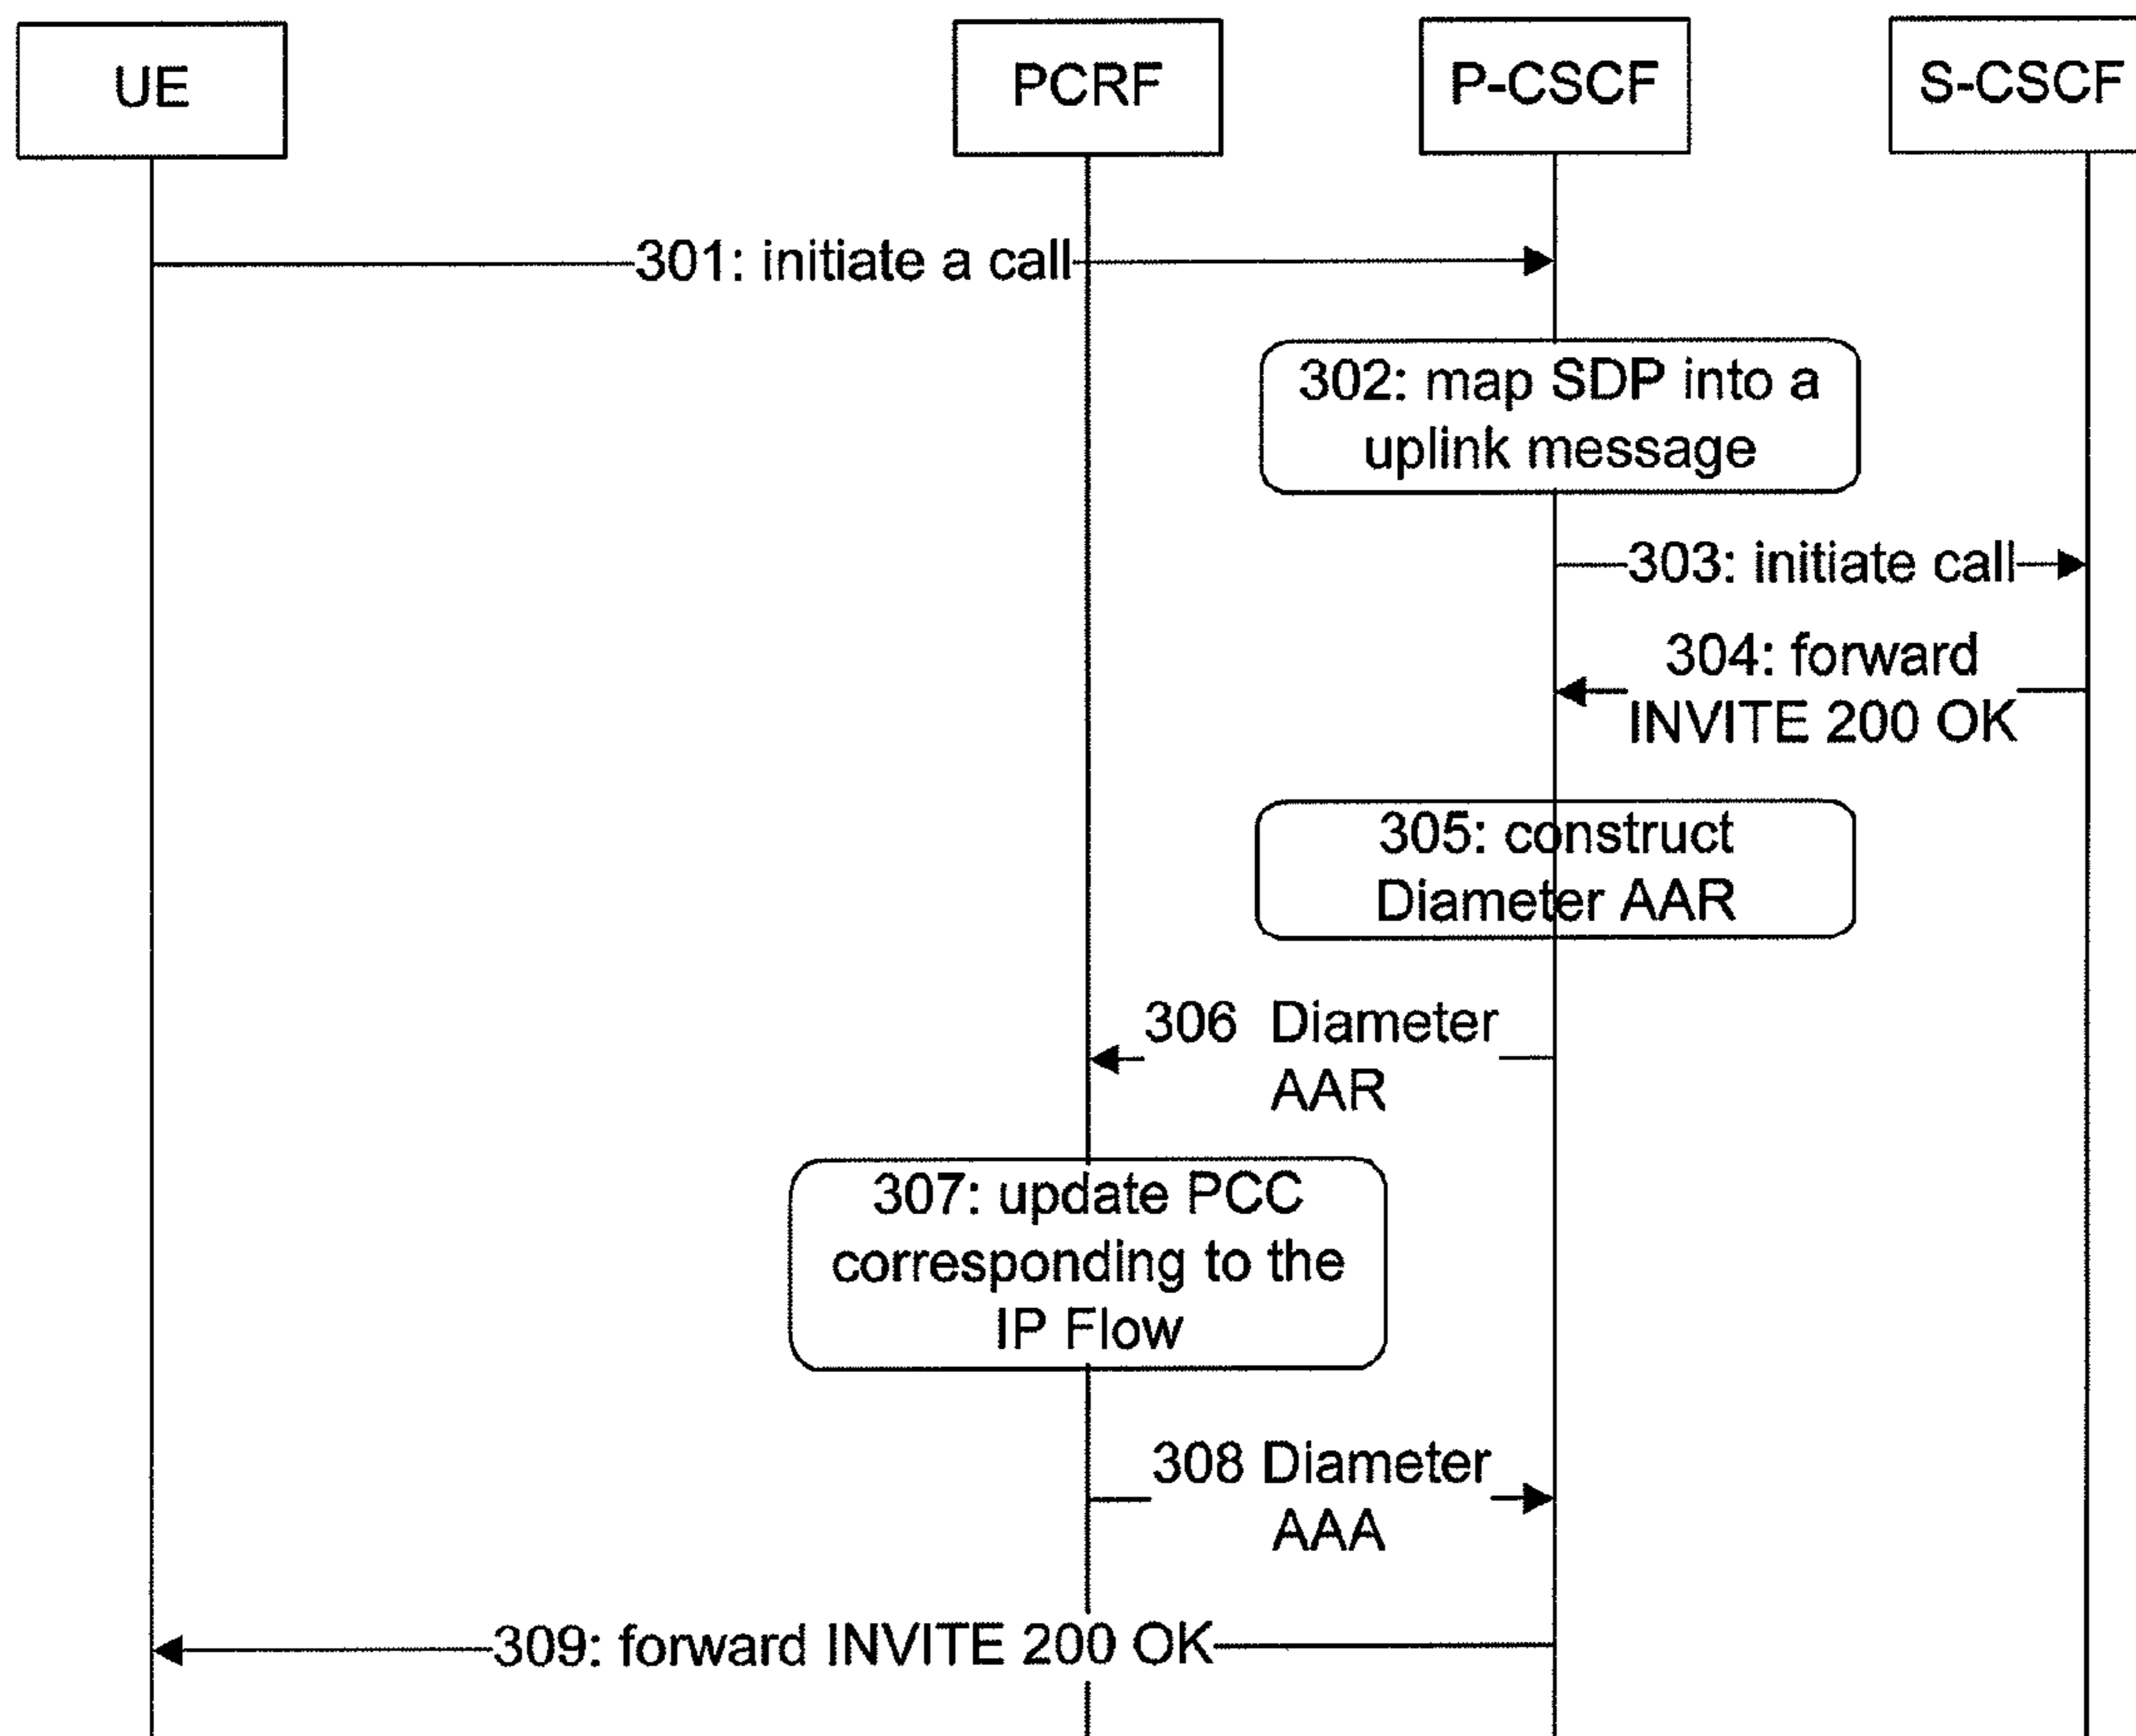 UE
PCRF
P-CSCF
S-CSCF
301: initiate a call
302: map SDP into a
uplink message
303: initiate call
304: forward
INVITE 200 OK
305: construct
Diameter AAR
306 Diameter
AAR
307: update PCC
corresponding to the
IP Flow
308 Diameter
AAA
309: forward INVITE 200 OK